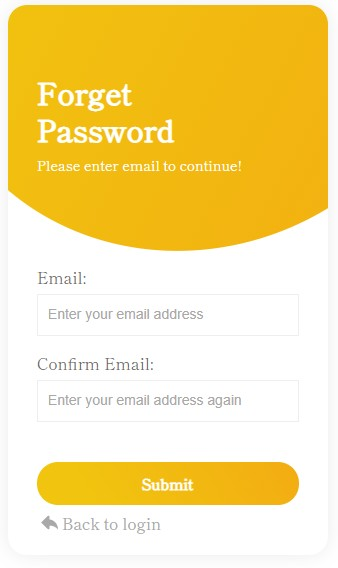 Forget
Password
Please enter email to continue!
Email:
Enter your email address
Confirm Email:
Enter your email address again
Submit
Back to login